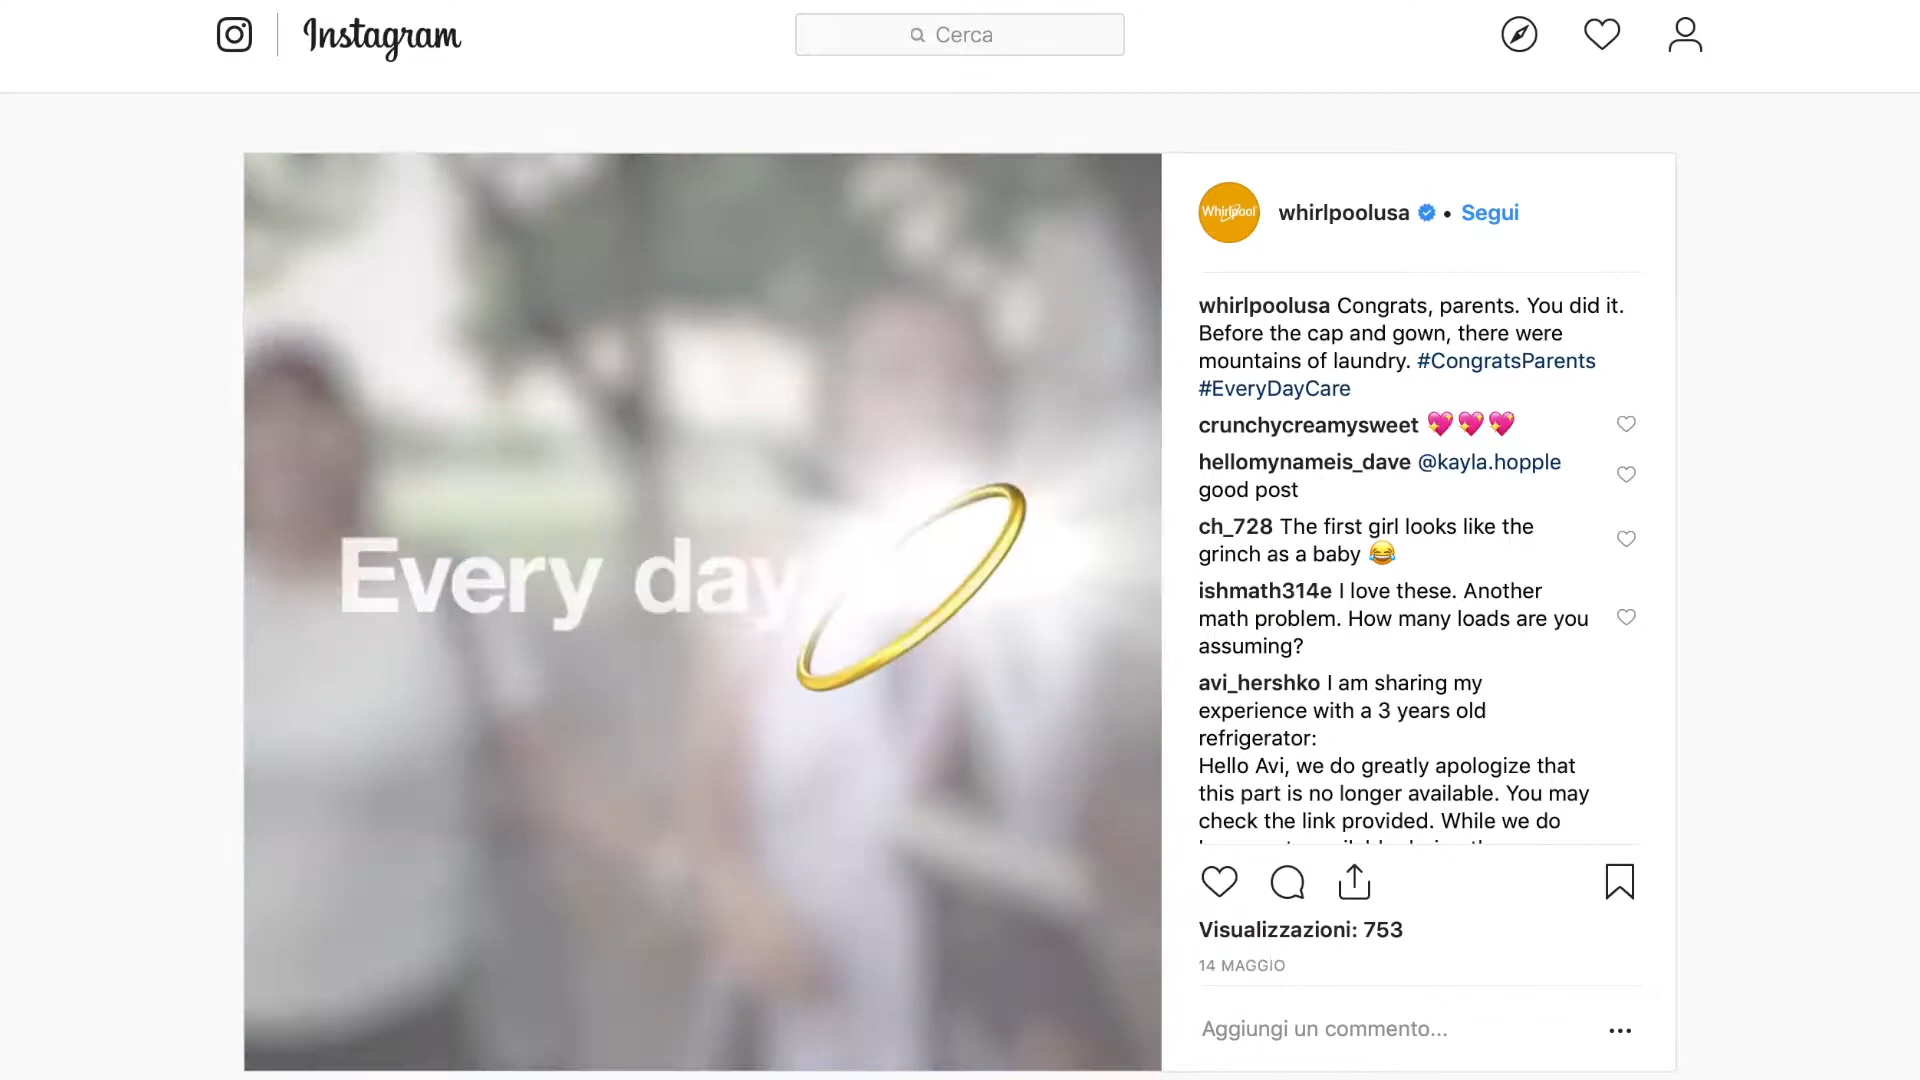 Instagram
Cerca
Every day
Whirlpool
whirlpoolusa • Segui
whirlpoolusa Congrats, parents. You did it.
Before the cap and gown, there were
mountains of laundry. #CongratsParents
#EveryDayCare
crunchycreamysweet 💖💖💖
hellomynameis_dave @kayla.hopple
good post
ch_728 The first girl looks like the
grinch as a baby 😂
ishmath314e I love these. Another
math problem. How many loads are you
assuming?
avi_hershko I am sharing my
experience with a 3 years old
refrigerator:
Hello Avi, we do greatly apologize that
this part is no longer available. You may
check the link provided. While we do
Visualizzazioni: 753
14 MAGGIO
Aggiungi un commento...